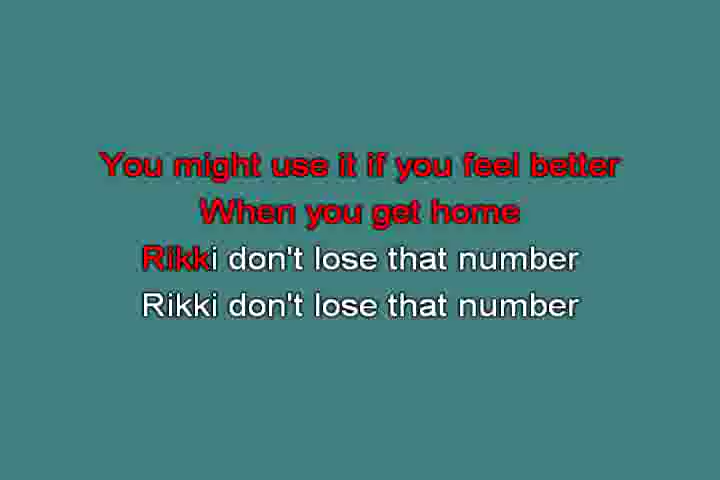 You might use it if you feel better
When you get home
Rikki don't lose that number
Rikki don't lose that number